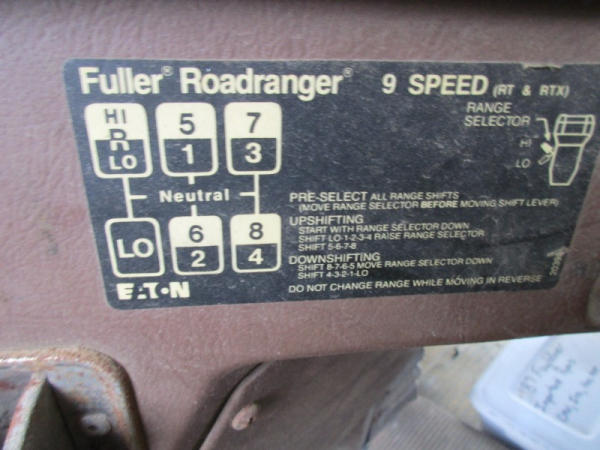 Fuller® Roadranger® 9 SPEED (RT & RTX)
HI
R
LO
5
1
7
3
Neutral
LO
6
2
8
4
EATON
RANGE
SELECTOR
HI
LO
PRE-SELECT ALL RANGE SHIFTS
(MOVE RANGE SELECTOR BEFORE MOVING SHIFT LEVER)
UPSHIFTING
START WITH RANGE SELECTOR DOWN
SHIFT LO-1-2-3-4 RAISE RANGE SELECTOR
SHIFT 5-6-7-8
DOWNSHIFTING
SHIFT 8-7-6-5 MOVE RANGE SELECTOR DOWN
SHIFT 4-3-2-1-LO
DO NOT CHANGE RANGE WHILE MOVING IN REVERSE